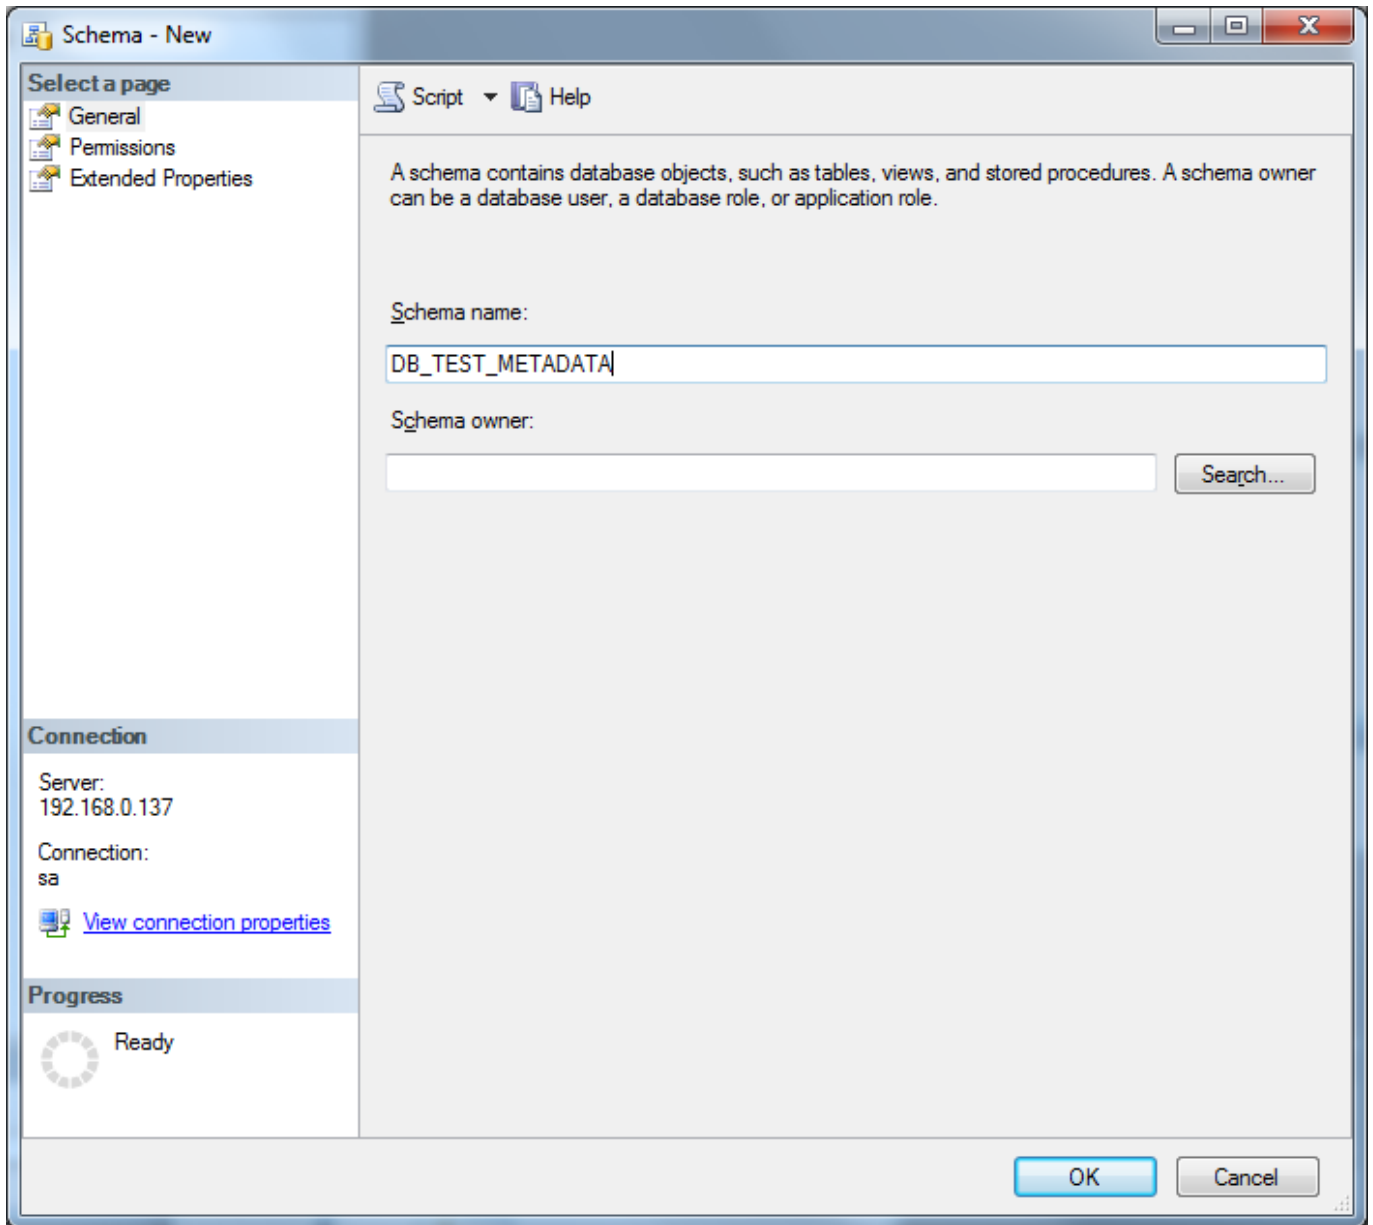 Schema - New
Select a page
General
Permissions
Extended Properties
Script Help
A schema contains database objects, such as tables, views, and stored procedures. A schema owner
can be a database user, a database role, or application role.
Schema name:
DB_TEST_METADATA
Schema owner:
Search...
Connection
Server:
192.168.0.137
Connection:
sa
View connection properties
Progress
Ready
OK Cancel